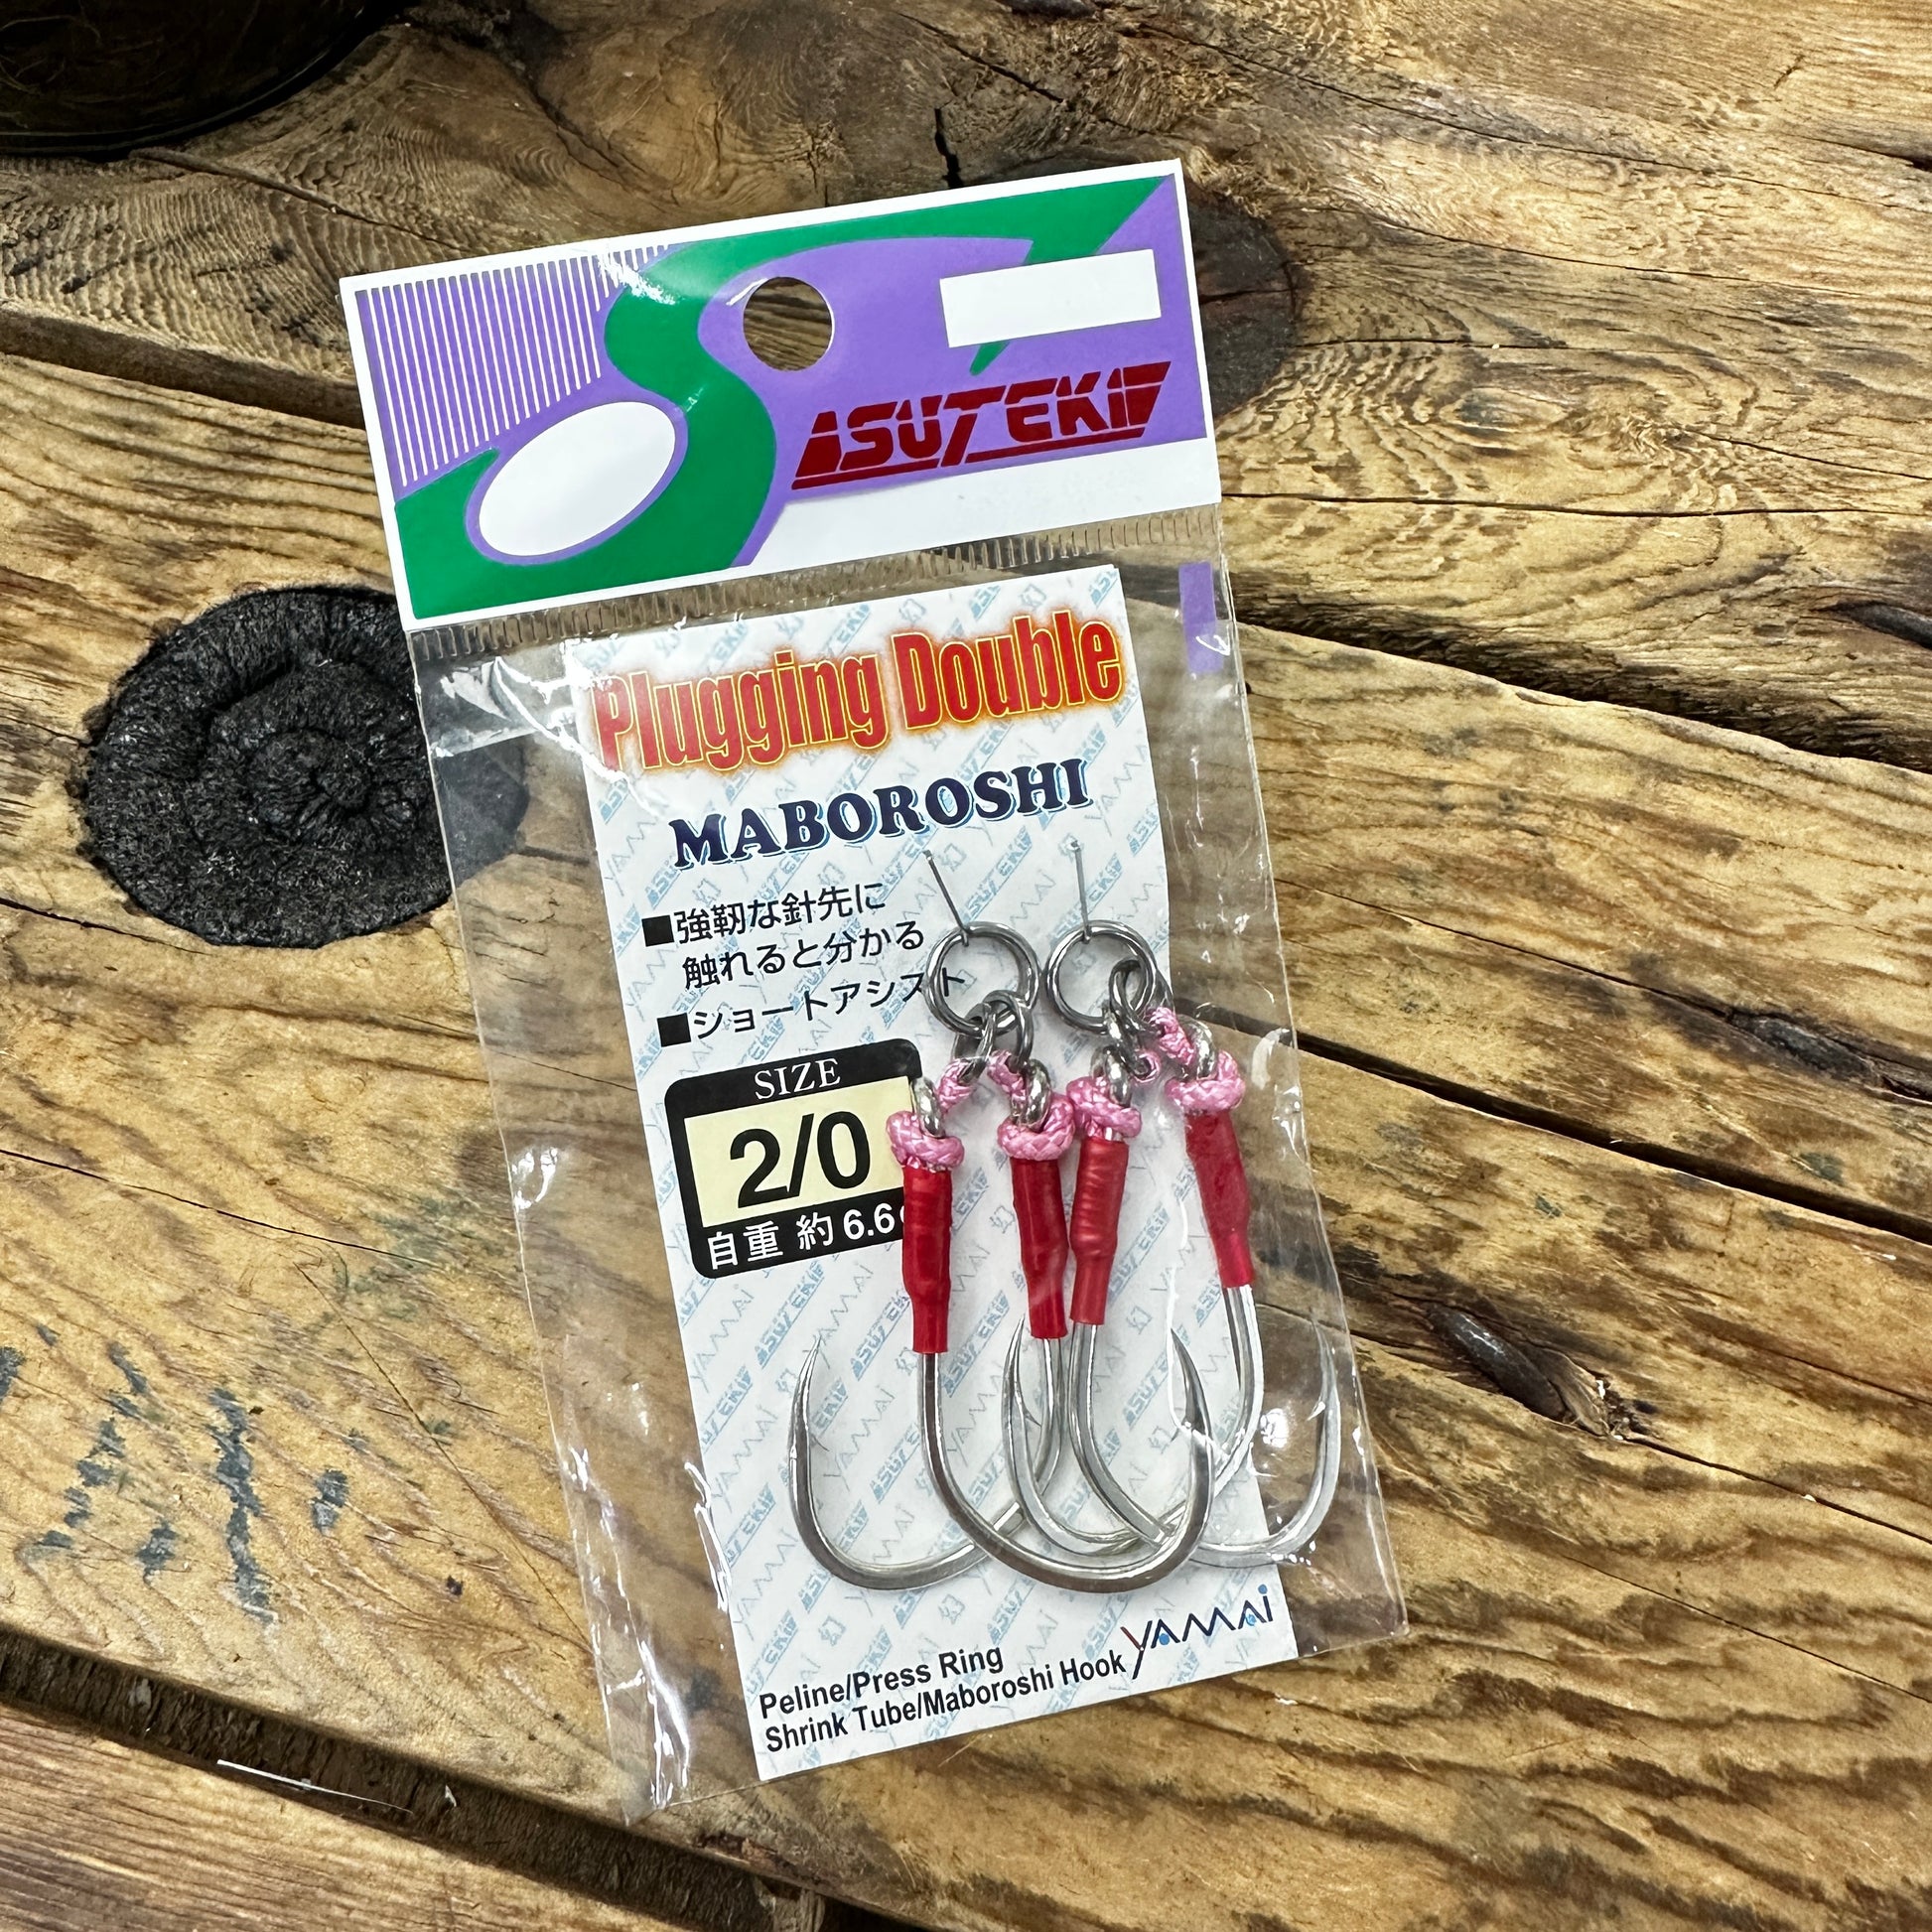 ASUTEKI
Plugging Double
MABOROSHI
■強靭な針先に
触れると分かる
■ショートアシスト
SIZE
2/0
自重 約6.6g
YAMAi
Peline/Press Ring
Shrink Tube/Maboroshi Hook